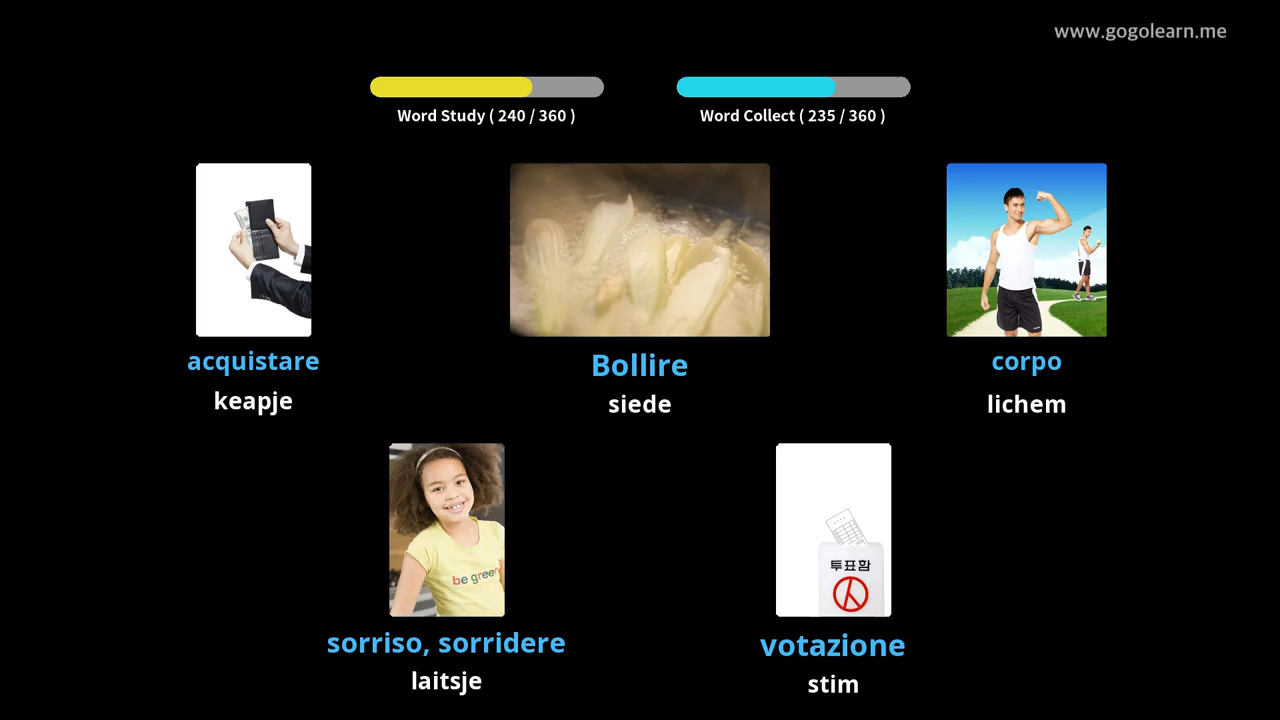 www.gogolearn.me
Word Study ( 240 / 360 )
Word Collect ( 235 / 360 )
acquistare
keapje
Bollire
siede
corpo
lichem
be green
sorriso, sorridere
laitsje
투표함
votazione
stim